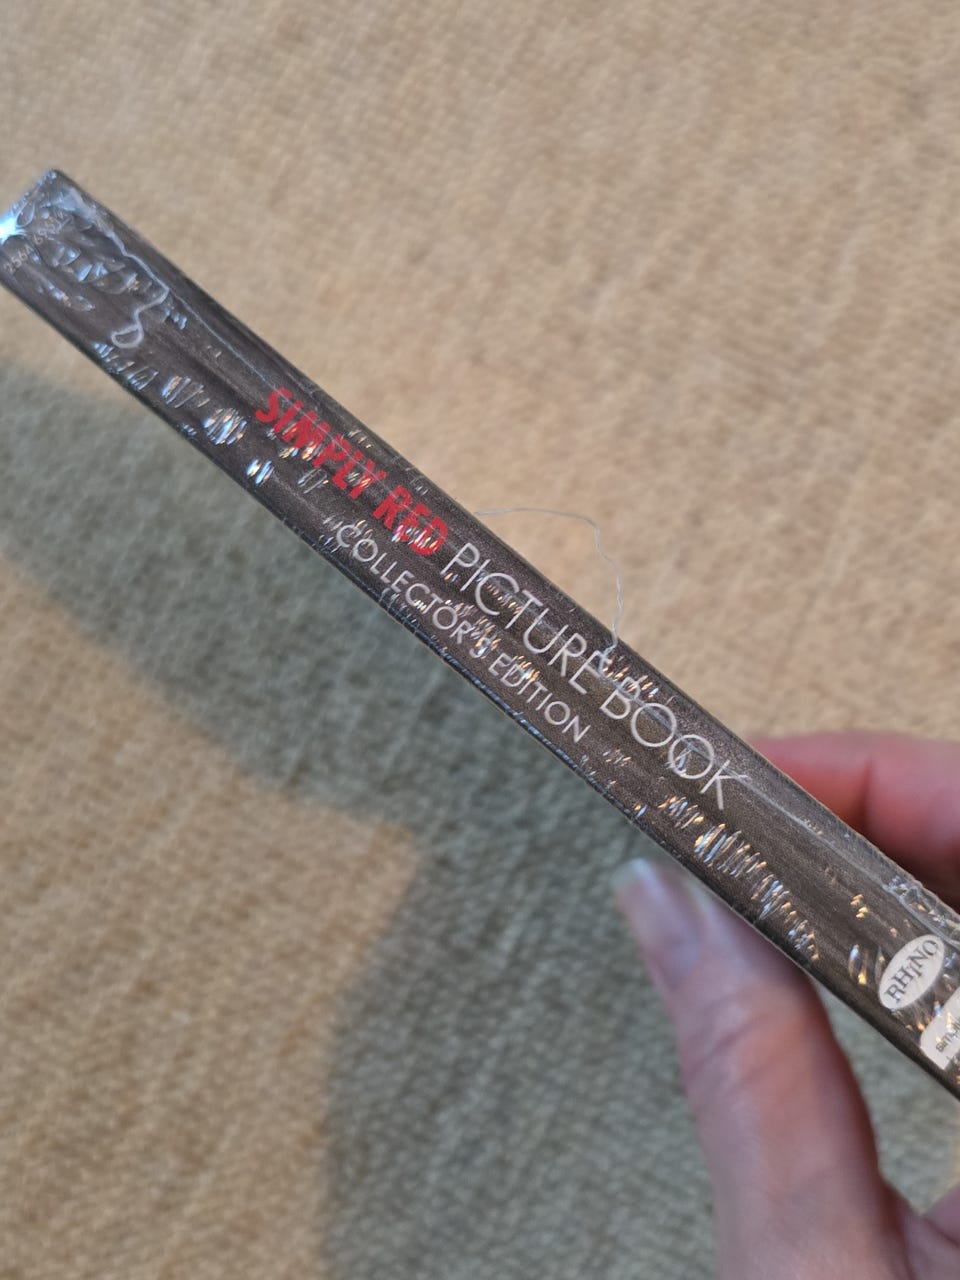 SIMPLY RED PICTURE BOOK
COLLECTOR'S EDITION
RHINO